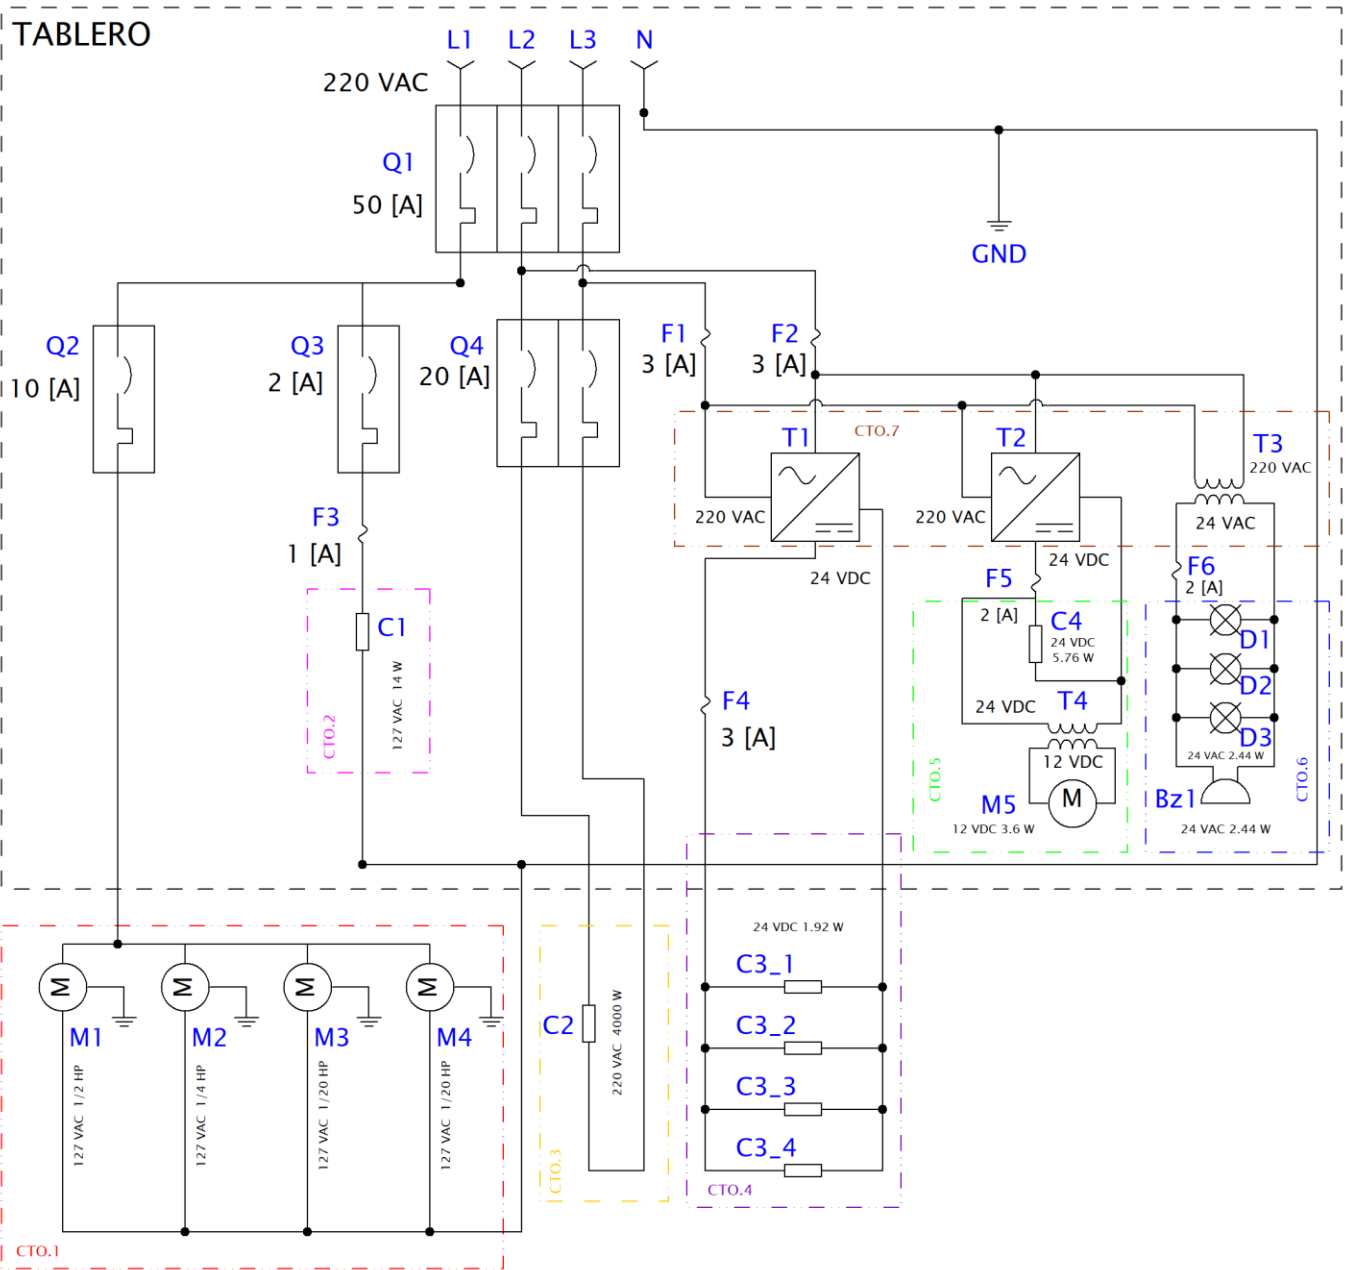 TABLERO
L1
L2
L3
N
220 VAC
Q1
50 [A]
GND
Q2
10 [A]
Q3
2 [A]
Q4
20 [A]
F1
3 [A]
F2
3 [A]
T1
CTO.7
T2
T3
220 VAC
220 VAC
220 VAC
24 VAC
F3
1 [A]
24 VDC
24 VDC
F5
2 [A]
F6
2 [A]
C1
127 VAC 14 W
CTO.2
C4
24 VDC
5.76 W
D1
D2
D3
24 VAC 2.44 W
F4
3 [A]
24 VDC
T4
12 VDC
CTO.5
M5
M
12 VDC 3.6 W
Bz1
24 VAC 2.44 W
CTO.6
M
M
M
M
M1
M2
M3
M4
127 VAC 1/2 HP
127 VAC 1/4 HP
127 VAC 1/20 HP
127 VAC 1/20 HP
CTO.1
C2
220 VAC 4000 W
CTO.3
24 VDC 1.92 W
C3_1
C3_2
C3_3
C3_4
CTO.4